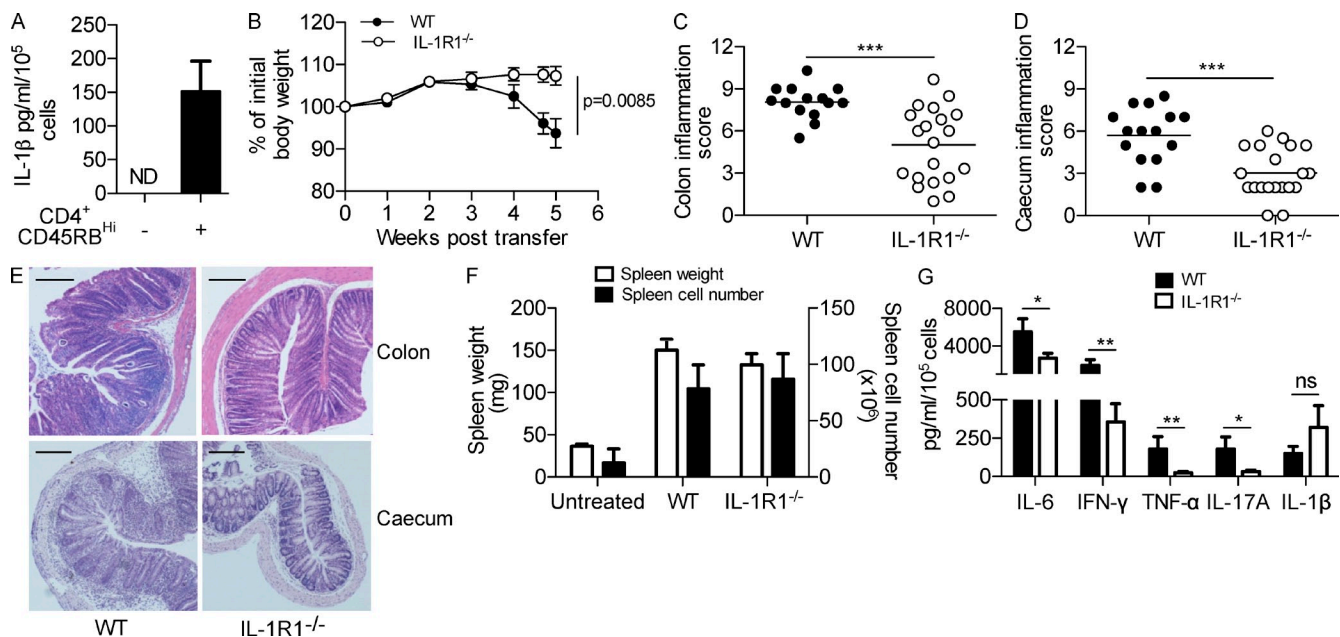 A
250
200
150
100
50
0
IL-1β pg/ml/10⁵
cells
ND
CD4⁺
CD45RBᴴⁱ
-
+
B
WT
IL-1R1⁻/⁻
120
110
100
90
80
% of initial
body weight
p=0.0085
0 1 2 3 4 5 6
Weeks post transfer
C
12
9
6
3
0
Colon inflammation
score
***
WT
IL-1R1⁻/⁻
D
12
9
6
3
0
Caecum inflammation
score
***
WT
IL-1R1⁻/⁻
E
Colon
Caecum
WT
IL-1R1⁻/⁻
F
Spleen weight
Spleen cell number
200
150
100
50
0
Spleen weight
(mg)
150
100
50
0
Spleen cell number
(x10⁶)
Untreated
WT
IL-1R1⁻/⁻
G
WT
IL-1R1⁻/⁻
8000
4000
500
250
0
pg/ml/10⁵ cells
*
**
**
*
ns
IL-6
IFN-γ
TNF-α
IL-17A
IL-1β